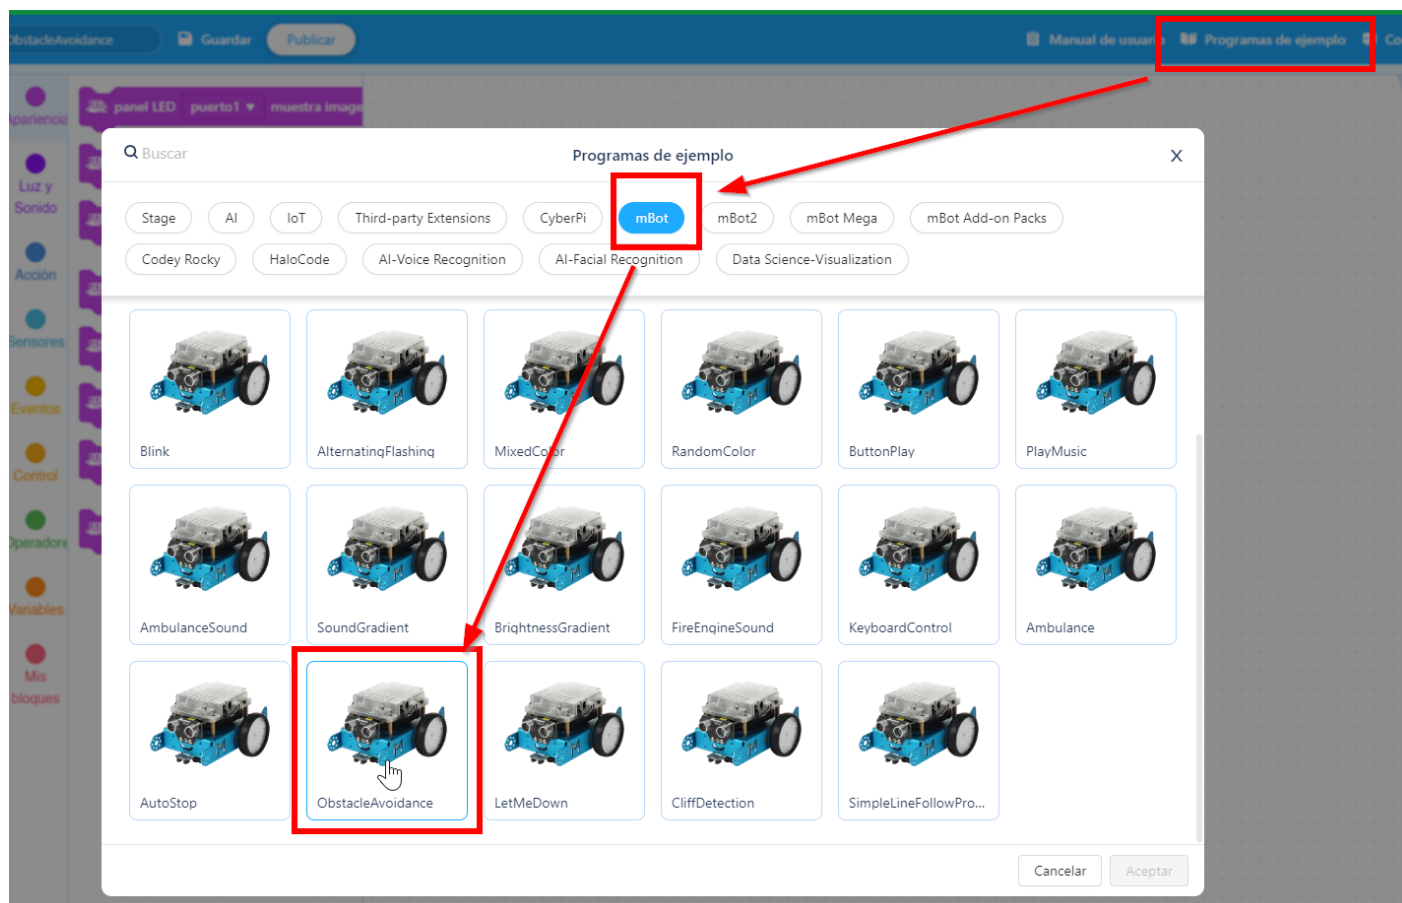 ObstacleAvoidance
Guardar
Publicar
Manual de usuario
Programas de ejemplo
Co
Apariencia
panel LED puerto1 ▼ muestra image
Luz y
Sonido
Acción
Sensores
Eventos
Control
Operadore
Variables
Mis
bloques
Buscar
Programas de ejemplo
X
Stage AI IoT Third-party Extensions CyberPi mBot mBot2 mBot Mega mBot Add-on Packs
Codey Rocky HaloCode AI-Voice Recognition AI-Facial Recognition Data Science-Visualization
Blink AlternatingFlashing MixedColor RandomColor ButtonPlay PlayMusic
AmbulanceSound SoundGradient BrightnessGradient FireEngineSound KeyboardControl Ambulance
AutoStop ObstacleAvoidance LetMeDown CliffDetection SimpleLineFollowPro...
Cancelar Aceptar